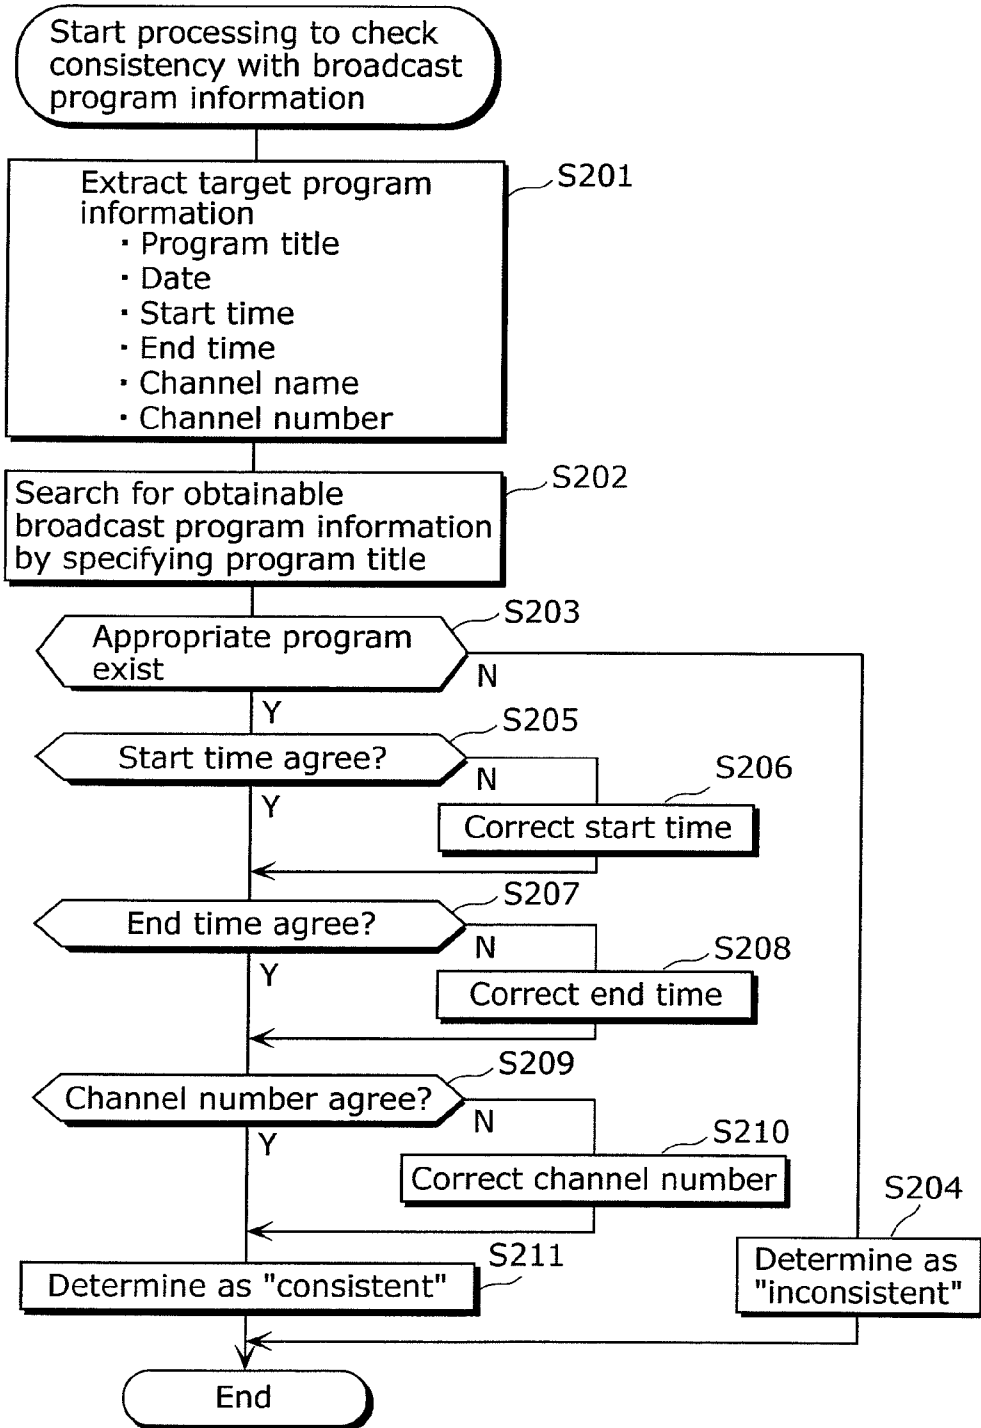 Start processing to check
consistency with broadcast
program information
S201
Extract target program
information
· Program title
· Date
· Start time
· End time
· Channel name
· Channel number
S202
Search for obtainable
broadcast program information
by specifying program title
S203
Appropriate program
exist
N
Y
S205
Start time agree?
N
Y
S206
Correct start time
S207
End time agree?
N
Y
S208
Correct end time
S209
Channel number agree?
N
Y
S210
Correct channel number
S204
Determine as
"inconsistent"
S211
Determine as "consistent"
End